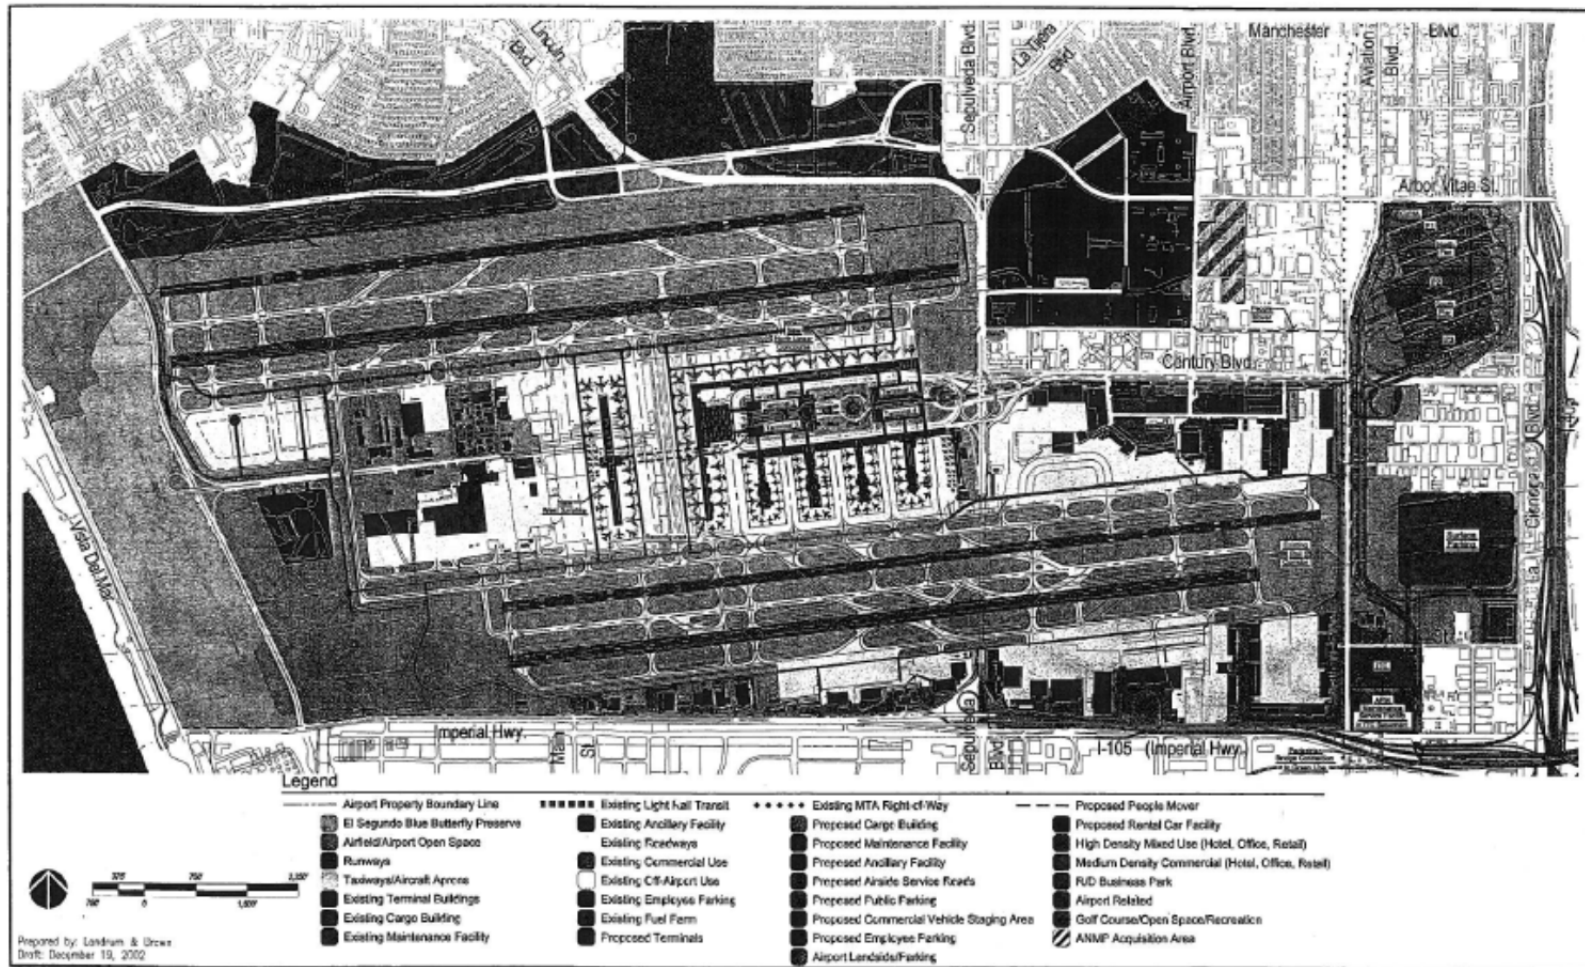 Lincoln
Blvd.
Sepulveda Blvd.
La Tijera
Blvd.
Airport Blvd.
Manchester
Blvd.
Aviation
Blvd.
Arbor Vitae St.
Century Blvd.
La Cienega Blvd.
Vista Del Mar
Imperial Hwy.
Main
St.
Sepulveda
Blvd.
I-105 (Imperial Hwy.
Pedestrian
Bridge Connection
to Green Line
Legend
Airport Property Boundary Line
El Segundo Blue Butterfly Preserve
Airfield/Airport Open Space
Runways
Taxiways/Aircraft Aprons
Existing Terminal Buildings
Existing Cargo Building
Existing Maintenance Facility
Existing Light Rail Transit
Existing Ancillary Facility
Existing Roadways
Existing Commercial Use
Existing Off-Airport Use
Existing Employee Parking
Existing Fuel Farm
Proposed Terminals
Existing MTA Right-of-Way
Proposed Cargo Building
Proposed Maintenance Facility
Proposed Ancillary Facility
Proposed Airside Service Roads
Proposed Public Parking
Proposed Commercial Vehicle Staging Area
Proposed Employee Parking
Airport Landside/Parking
Proposed People Mover
Proposed Rental Car Facility
High Density Mixed Use (Hotel, Office, Retail)
Medium Density Commercial (Hotel, Office, Retail)
R/D Business Park
Airport Related
Golf Course/Open Space/Recreation
ANMP Acquisition Area
Prepared by: Landrum & Brown
Draft: December 19, 2002